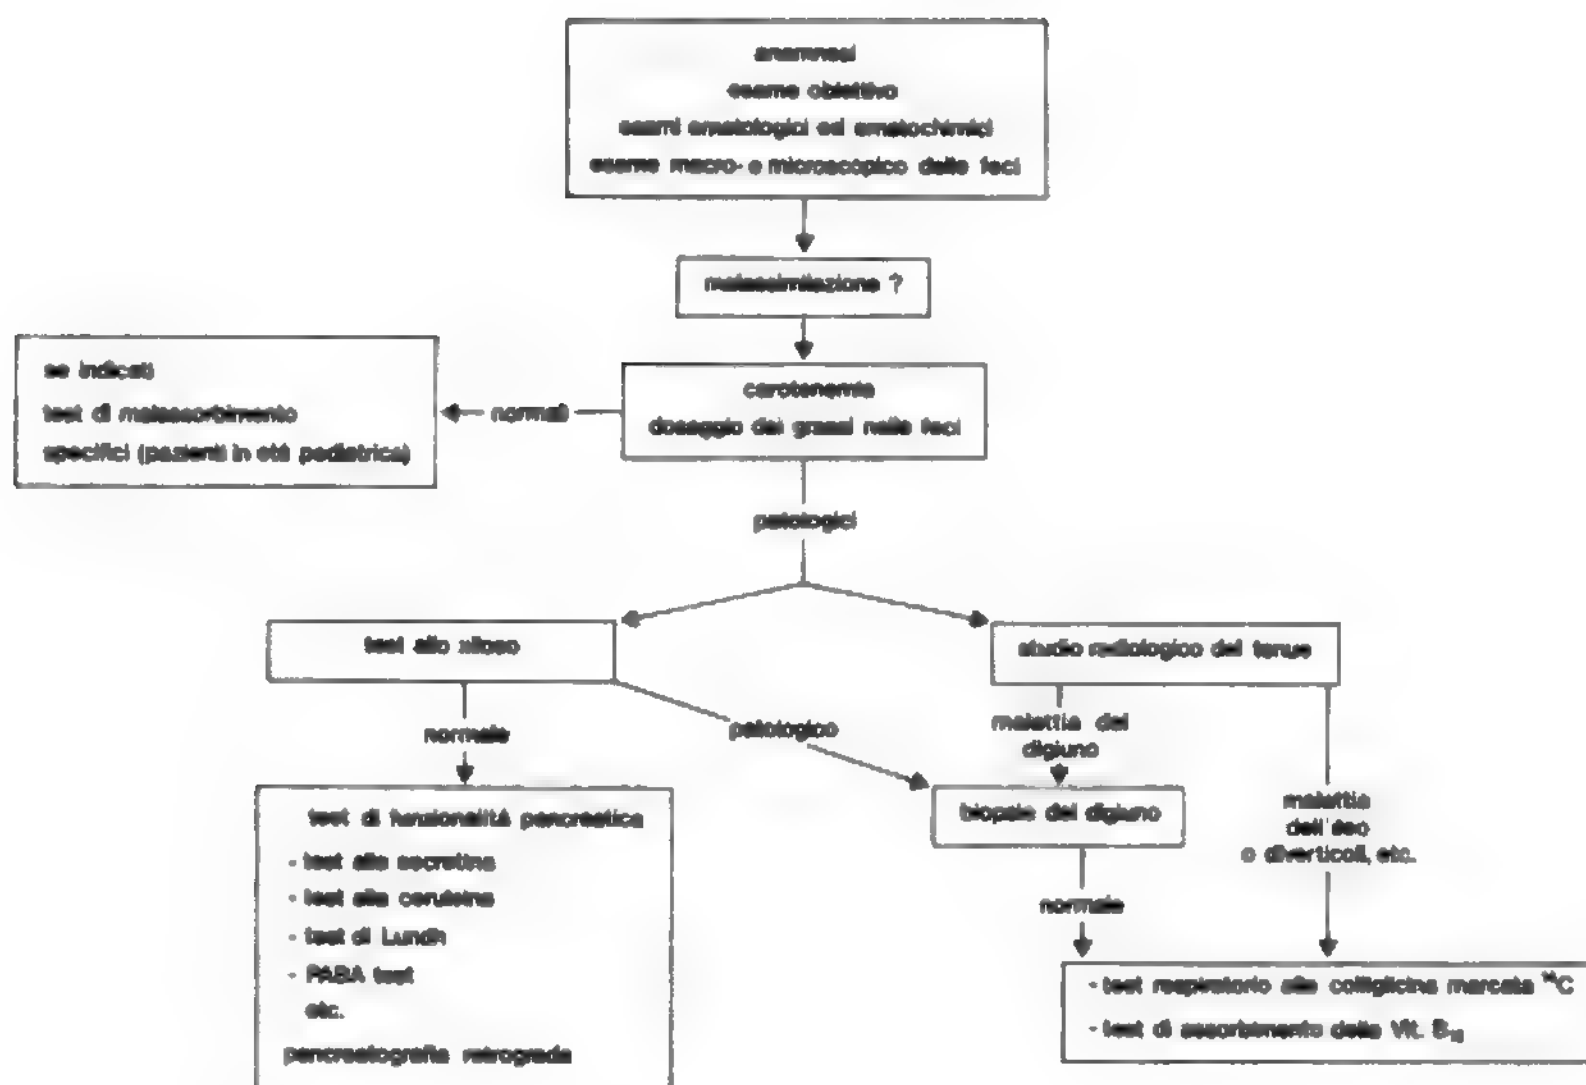 anamnesi
esame obiettivo
esami ematologici ed ematochimici
esame macro- e microscopico delle feci
malassimilazione ?
se indicati
test di malassorbimento
specifici (pazienti in età pediatrica)
normali
carotenemia
dosaggio dei grassi nelle feci
patologici
test allo xiloso
studio radiologico del tenue
normale
patologico
malattia del
digiuno
test di funzionalità pancreatica
- test alla secretina
- test alla ceruleina
- test di Lundh
- PABA test
etc.
pancreatografia retrograda
biopsie del digiuno
malattia
dell'ileo
o diverticoli, etc.
normale
- test respiratorio alla colilglicina marcata ¹⁴C
- test di assorbimento della Vit. B₁₂